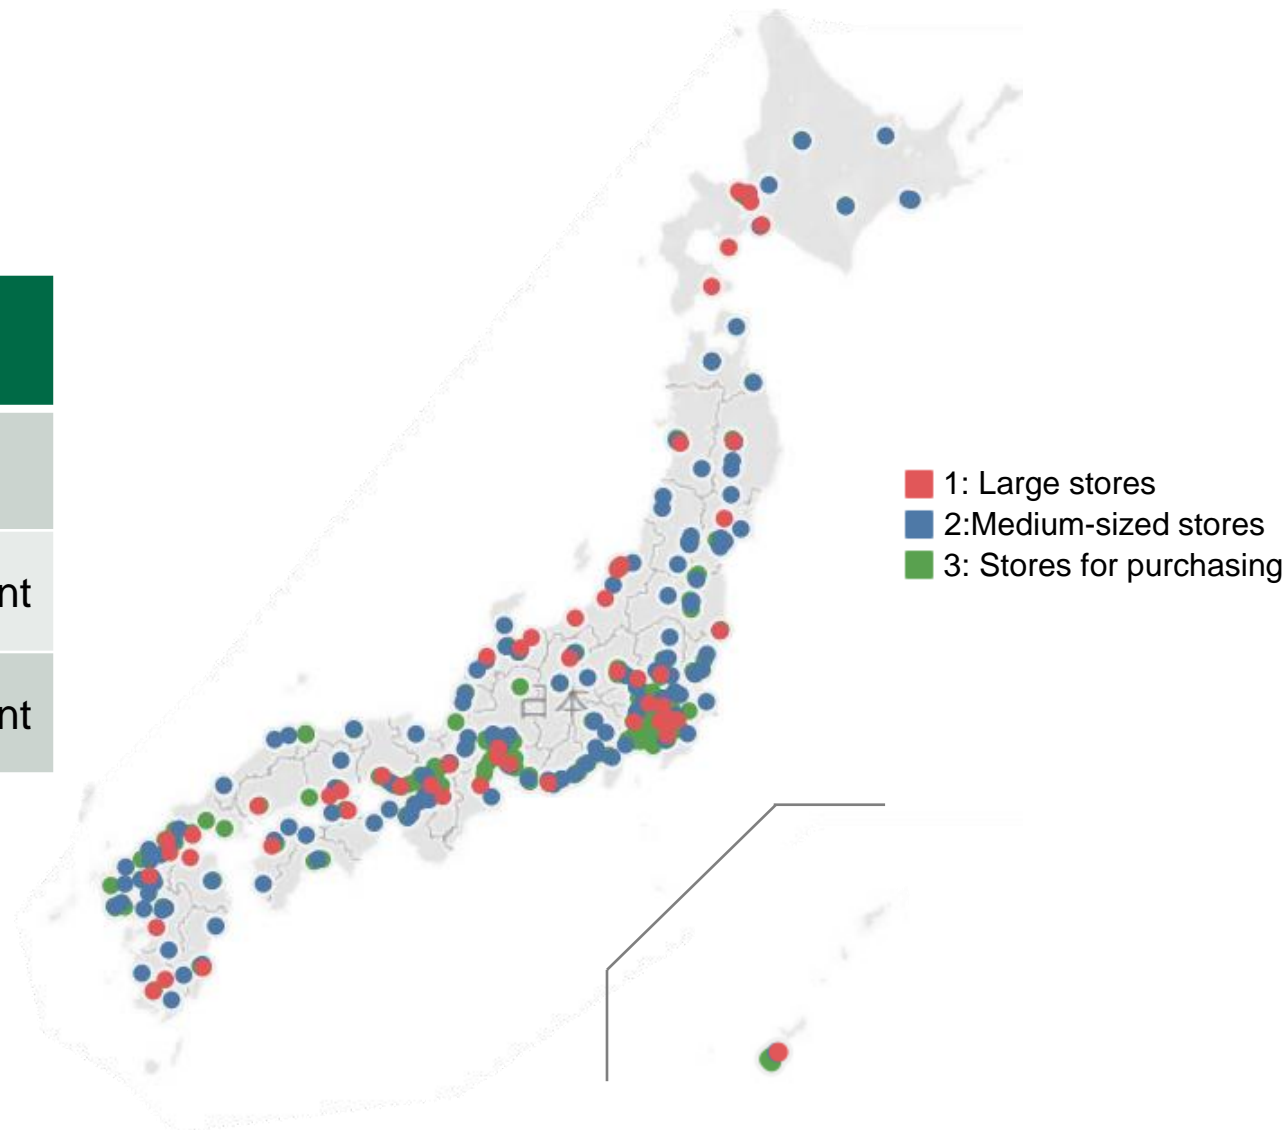 nt
nt
1: Large stores
2:Medium-sized stores
3: Stores for purchasing
日本